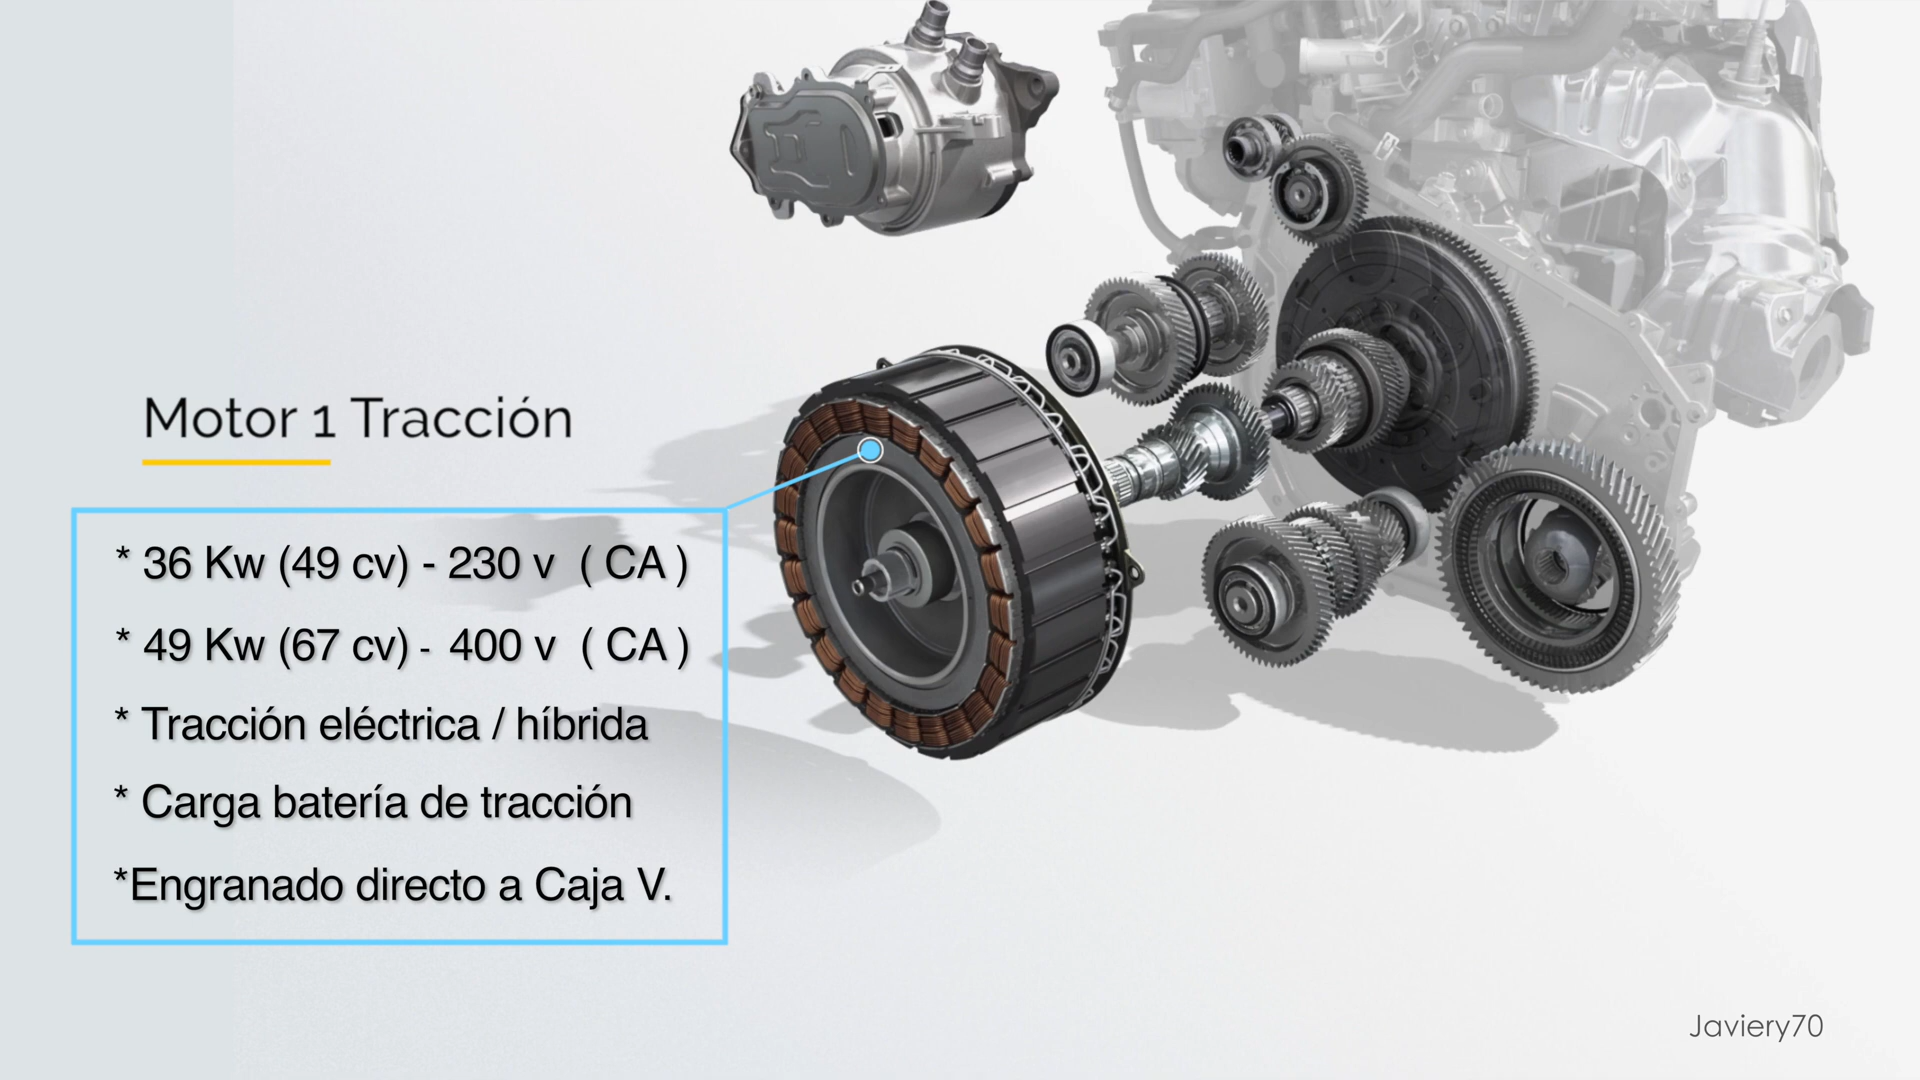 Motor 1 Tracción
* 36 Kw (49 cv) - 230 v ( CA )
* 49 Kw (67 cv) - 400 v ( CA )
* Tracción eléctrica / híbrida
* Carga batería de tracción
*Engranado directo a Caja V.
Javiery70